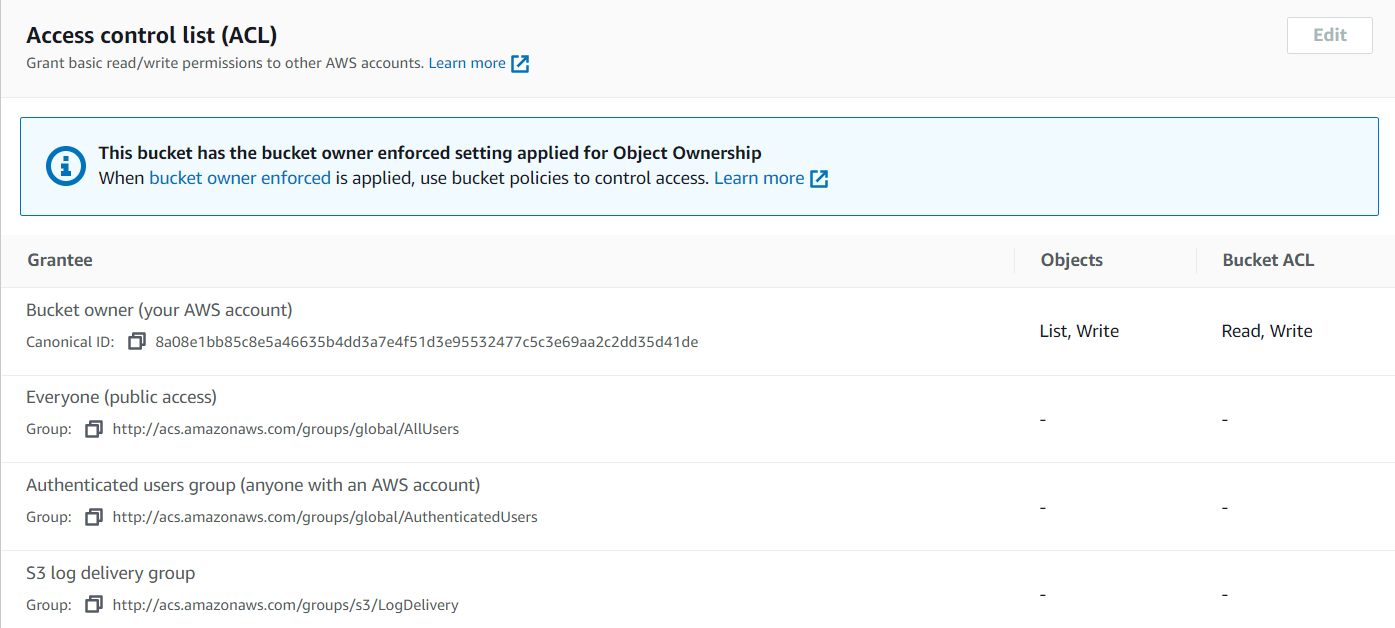 Access control list (ACL)
Edit
Grant basic read/write permissions to other AWS accounts. Learn more
This bucket has the bucket owner enforced setting applied for Object Ownership
When bucket owner enforced is applied, use bucket policies to control access. Learn more
Grantee Objects Bucket ACL
Bucket owner (your AWS account)
Canonical ID: 8a08e1bb85c8e5a46635b4dd3a7e4f51d3e95532477c5c3e69aa2c2dd35d41de
List, Write Read, Write
Everyone (public access)
Group: http://acs.amazonaws.com/groups/global/AllUsers
- -
Authenticated users group (anyone with an AWS account)
Group: http://acs.amazonaws.com/groups/global/AuthenticatedUsers
- -
S3 log delivery group
Group: http://acs.amazonaws.com/groups/s3/LogDelivery
- -